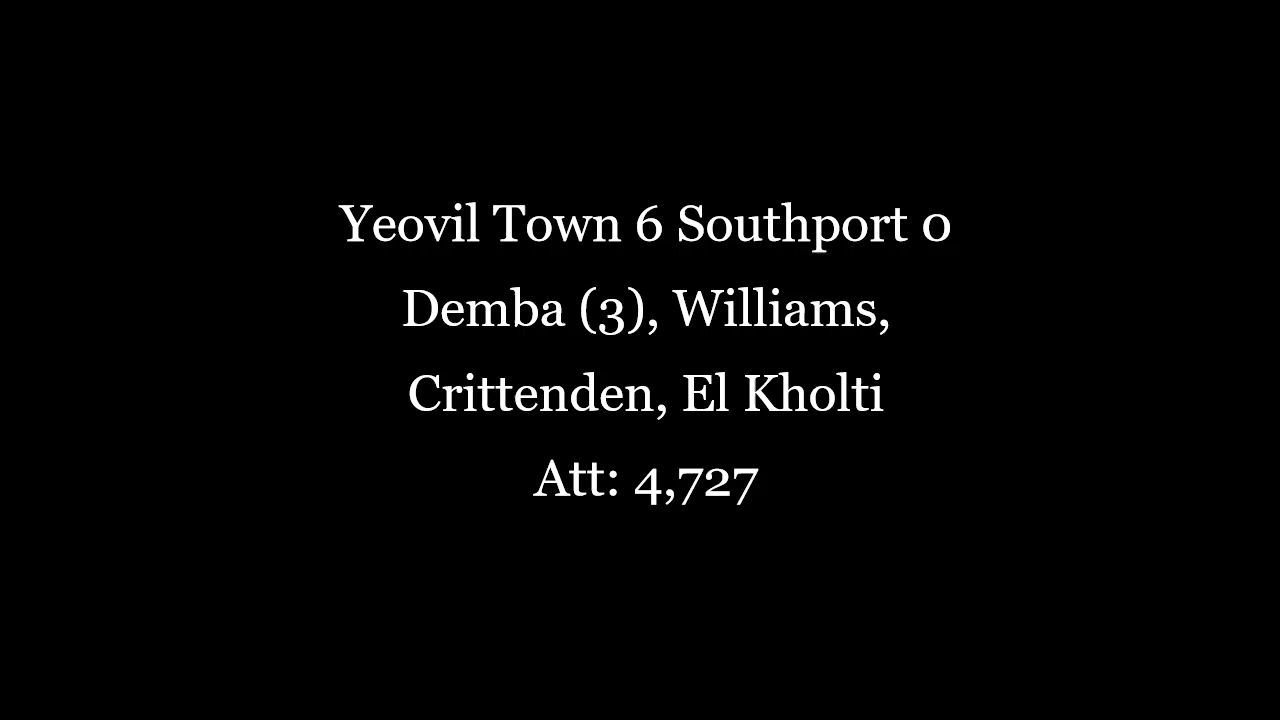 Yeovil Town 6 Southport 0
Demba (3), Williams,
Crittenden, El Kholti
Att: 4,727